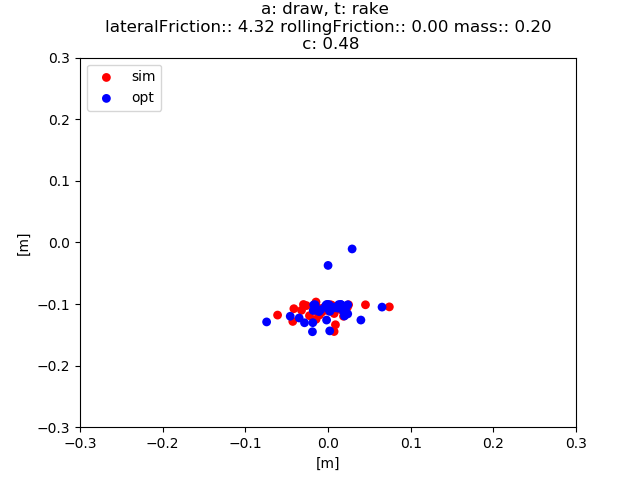 a: draw, t: rake
lateralFriction:: 4.32 rollingFriction:: 0.00 mass:: 0.20
c: 0.48
0.3
sim
opt
0.2
0.1
0.0
[m]
−0.1
−0.2
−0.3
−0.3 −0.2 −0.1 0.0 0.1 0.2 0.3
[m]